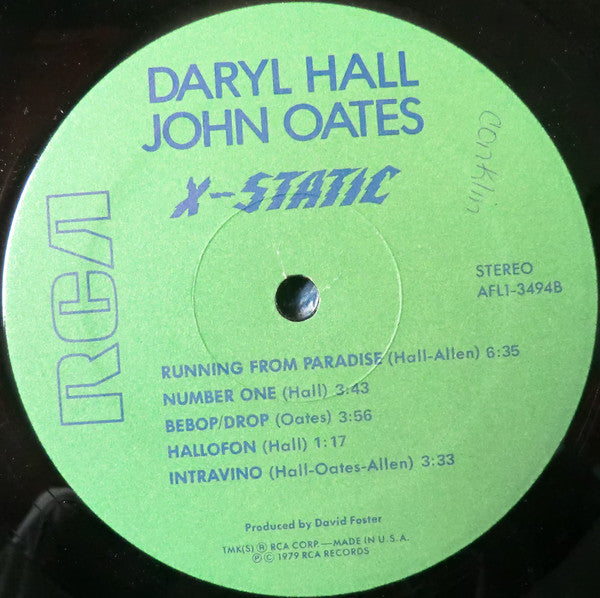 DARYL HALL
JOHN OATES
X-STATIC
Conklin
RCA
STEREO
AFL1-3494B
RUNNING FROM PARADISE (Hall-Allen) 6:35
NUMBER ONE (Hall) 3:43
BEBOP/DROP (Oates) 3:56
HALLOFON (Hall) 1:17
INTRAVINO (Hall-Oates-Allen) 3:33
Produced by David Foster
TMK(S) ® RCA CORP.—MADE IN U.S.A.
℗ © 1979 RCA RECORDS